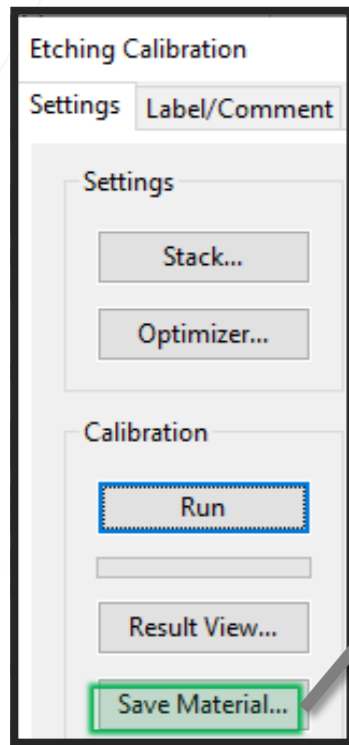 Etching Calibration
Settings Label/Comment
Settings
Stack...
Optimizer...
Calibration
Run
Result View...
Save Material...